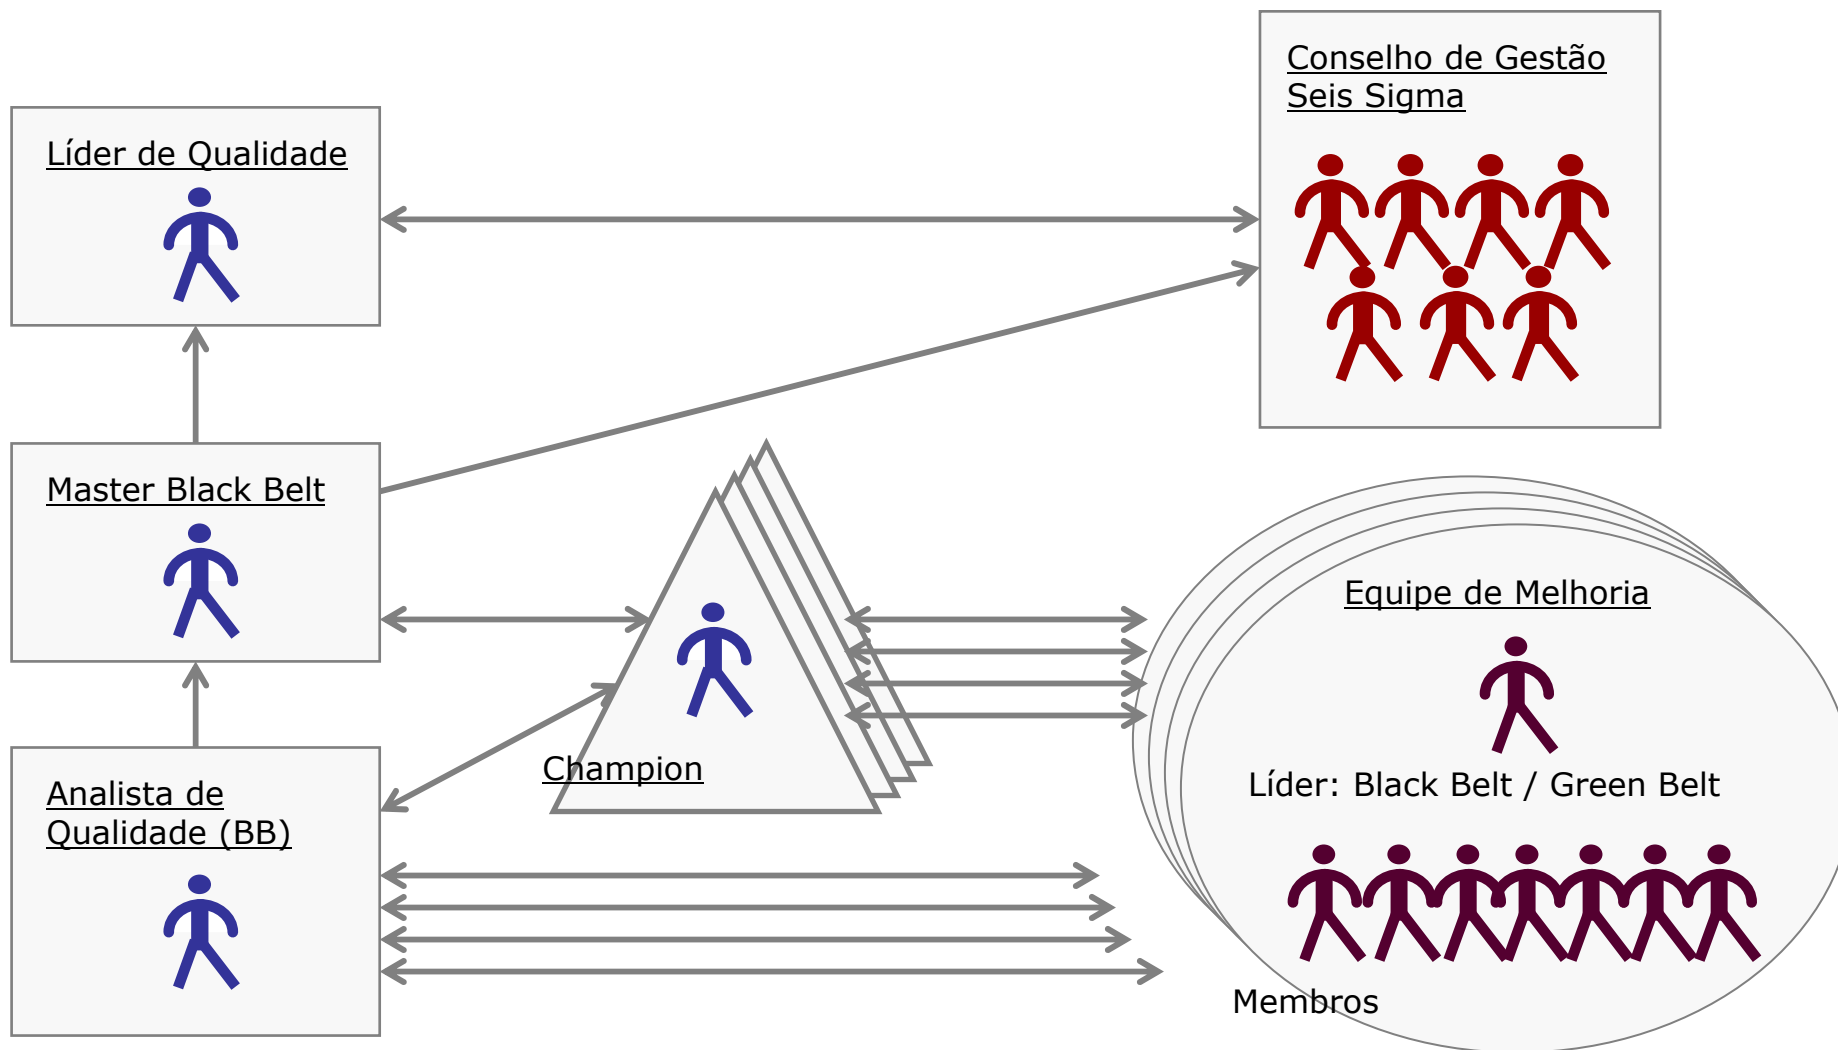 Conselho de Gestão
Seis Sigma
Líder de Qualidade
Master Black Belt
Equipe de Melhoria
Champion
Líder: Black Belt / Green Belt
Analista de
Qualidade (BB)
Membros